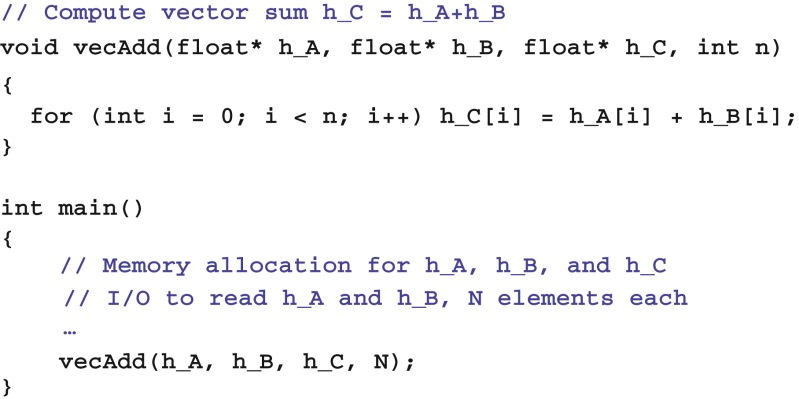 // Compute vector sum h_C = h_A+h_B
void vecAdd(float* h_A, float* h_B, float* h_C, int n)
{
  for (int i = 0; i < n; i++) h_C[i] = h_A[i] + h_B[i];
}

int main()
{
    // Memory allocation for h_A, h_B, and h_C
    // I/O to read h_A and h_B, N elements each
    …
    vecAdd(h_A, h_B, h_C, N);
}